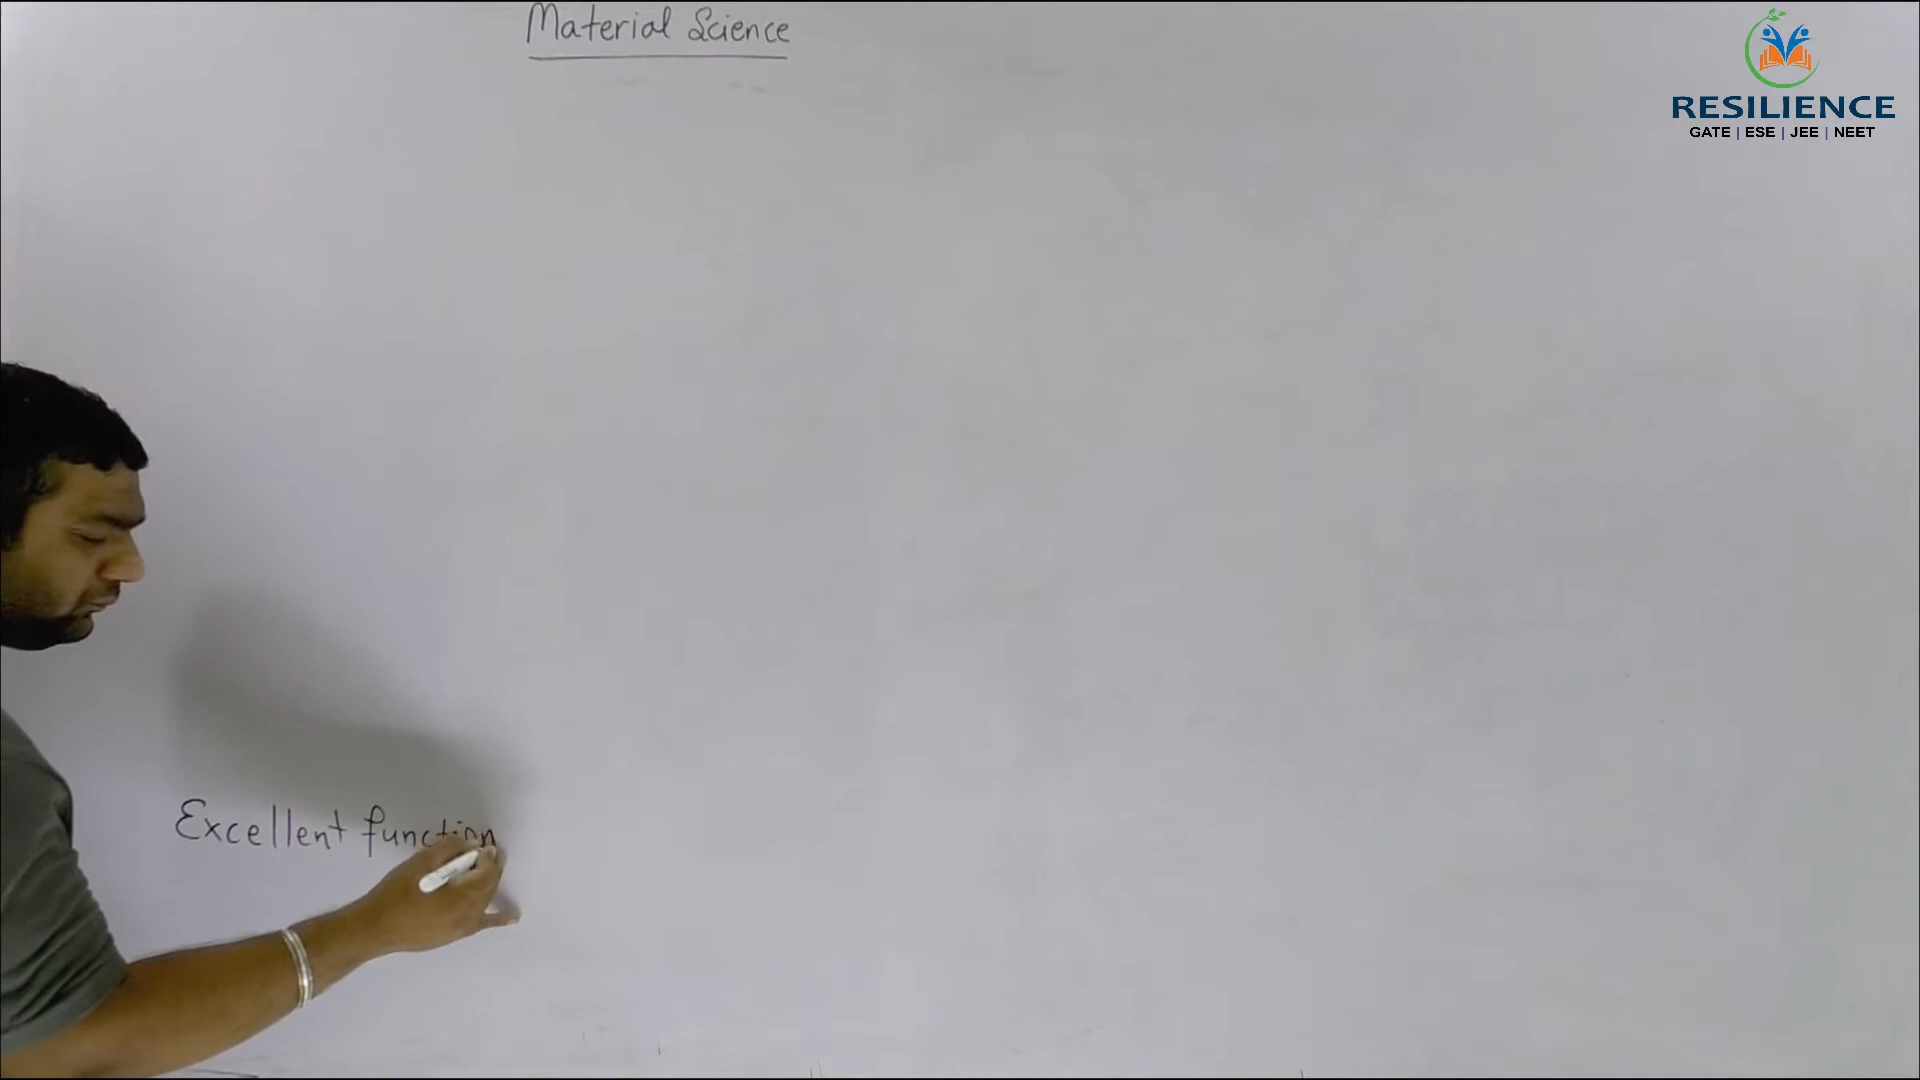 Material Science
RESILIENCE
GATE | ESE | JEE | NEET
Excellent function